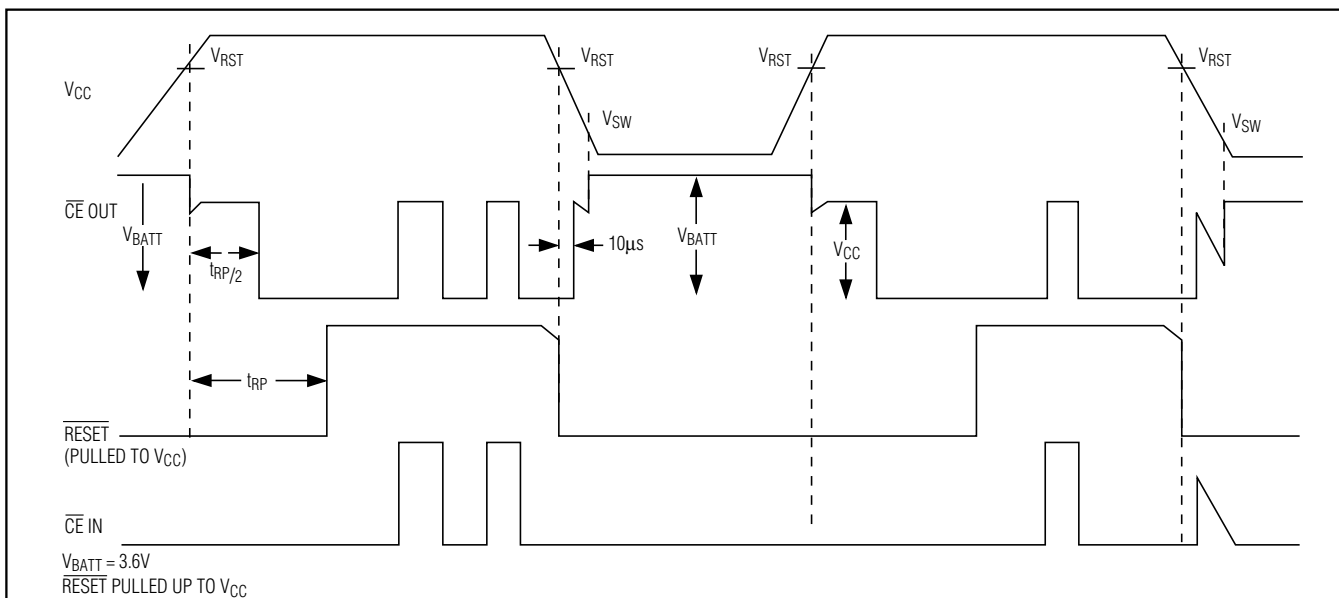 VRST
VRST
VRST
VRST
VCC
VSW
VSW
CE OUT
VBATT
tRP/2
10µs
VBATT
VCC
tRP
RESET
(PULLED TO VCC)
CE IN
VBATT = 3.6V
RESET PULLED UP TO VCC